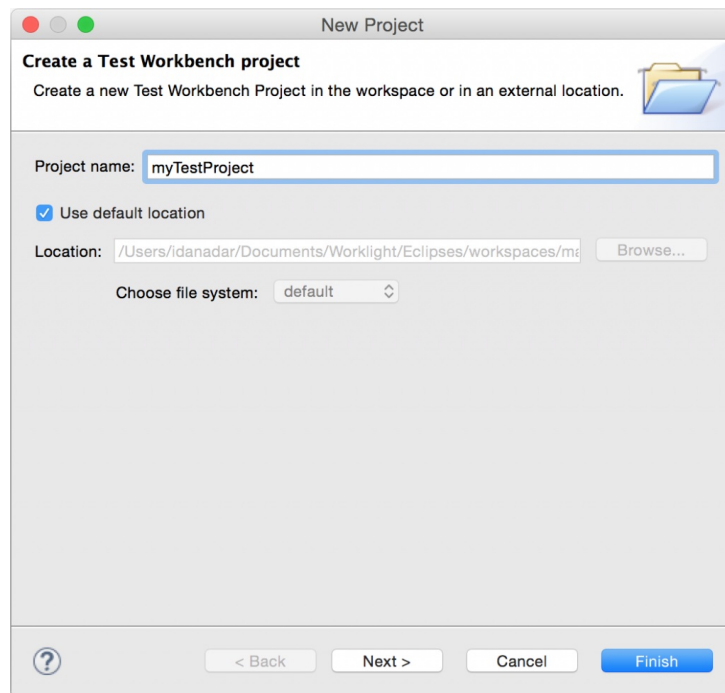 New Project
Create a Test Workbench project
Create a new Test Workbench Project in the workspace or in an external location.
Project name: myTestProject
Use default location
Location: /Users/idanadar/Documents/Worklight/Eclipses/workspaces/ma Browse...
Choose file system: default
? < Back Next > Cancel Finish